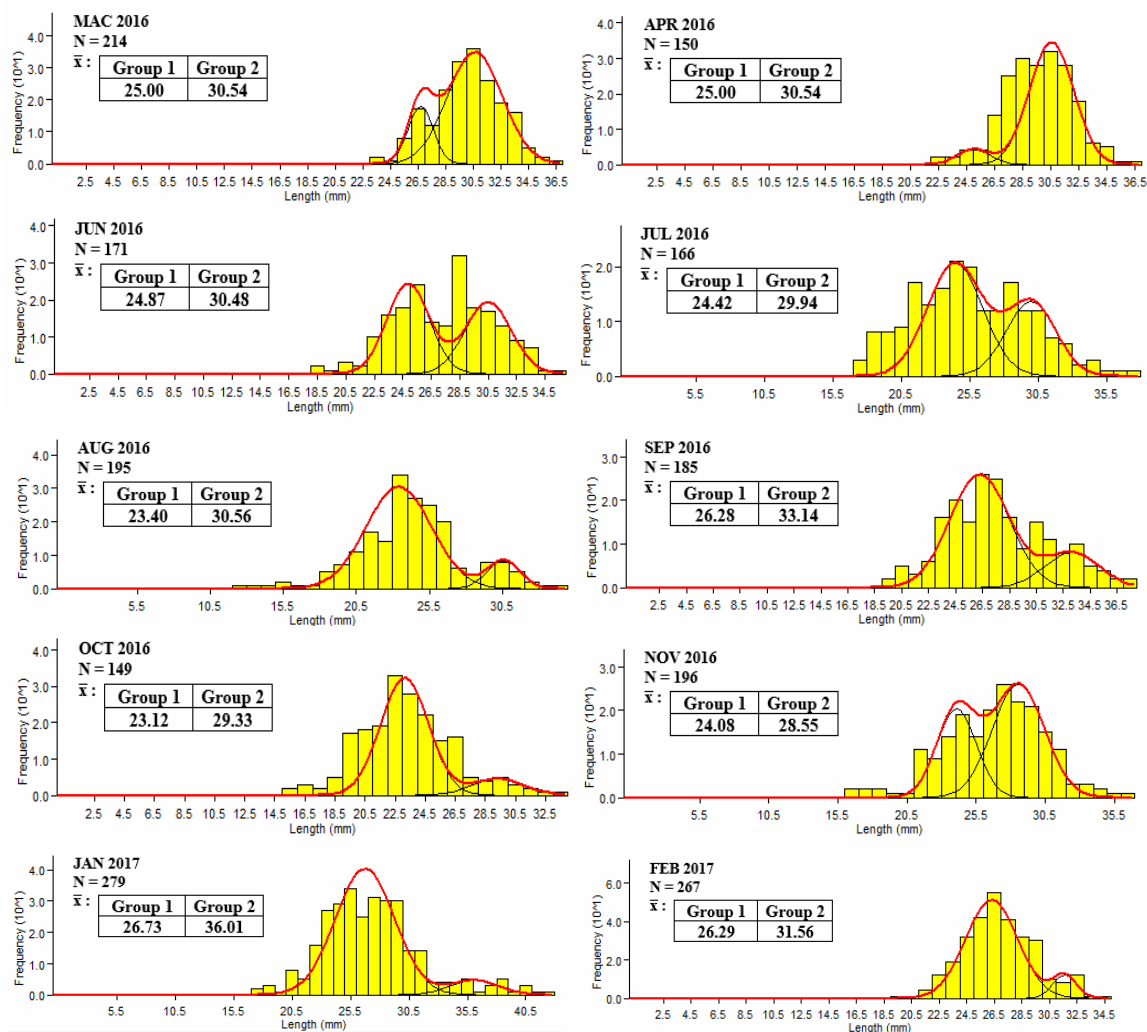 MAC 2016
N = 214
x̄ :
Group 1 Group 2
25.00 30.54
Frequency (10^1)
4.0
3.0
2.0
1.0
0.0
2.5 4.5 6.5 8.5 10.5 12.5 14.5 16.5 18.5 20.5 22.5 24.5 26.5 28.5 30.5 32.5 34.5 36.5
Length (mm)
APR 2016
N = 150
x̄ :
Group 1 Group 2
25.00 30.54
Frequency (10^1)
4.0
3.0
2.0
1.0
0.0
2.5 4.5 6.5 8.5 10.5 12.5 14.5 16.5 18.5 20.5 22.5 24.5 26.5 28.5 30.5 32.5 34.5 36.5
Length (mm)
JUN 2016
N = 171
x̄ :
Group 1 Group 2
24.87 30.48
Frequency (10^1)
4.0
3.0
2.0
1.0
0.0
2.5 4.5 6.5 8.5 10.5 12.5 14.5 16.5 18.5 20.5 22.5 24.5 26.5 28.5 30.5 32.5 34.5
Length (mm)
JUL 2016
N = 166
x̄ :
Group 1 Group 2
24.42 29.94
Frequency (10^1)
2.0
1.0
0.0
5.5 10.5 15.5 20.5 25.5 30.5 35.5
Length (mm)
AUG 2016
N = 195
x̄ :
Group 1 Group 2
23.40 30.56
Frequency (10^1)
4.0
3.0
2.0
1.0
0.0
5.5 10.5 15.5 20.5 25.5 30.5
Length (mm)
SEP 2016
N = 185
x̄ :
Group 1 Group 2
26.28 33.14
Frequency (10^1)
3.0
2.0
1.0
0.0
2.5 4.5 6.5 8.5 10.5 12.5 14.5 16.5 18.5 20.5 22.5 24.5 26.5 28.5 30.5 32.5 34.5 36.5
Length (mm)
OCT 2016
N = 149
x̄ :
Group 1 Group 2
23.12 29.33
Frequency (10^1)
4.0
3.0
2.0
1.0
0.0
2.5 4.5 6.5 8.5 10.5 12.5 14.5 16.5 18.5 20.5 22.5 24.5 26.5 28.5 30.5 32.5
Length (mm)
NOV 2016
N = 196
x̄ :
Group 1 Group 2
24.08 28.55
Frequency (10^1)
3.0
2.0
1.0
0.0
5.5 10.5 15.5 20.5 25.5 30.5 35.5
Length (mm)
JAN 2017
N = 279
Group 1 Group 2
26.73 36.01
x̄ :
Frequency (10^1)
4.0
3.0
2.0
1.0
0.0
5.5 10.5 15.5 20.5 25.5 30.5 35.5 40.5
Length (mm)
FEB 2017
N = 267
x̄ :
Group 1 Group 2
26.29 31.56
Frequency (10^1)
6.0
4.0
2.0
0.0
2.5 4.5 6.5 8.5 10.5 12.5 14.5 16.5 18.5 20.5 22.5 24.5 26.5 28.5 30.5 32.5 34.5
Length (mm)